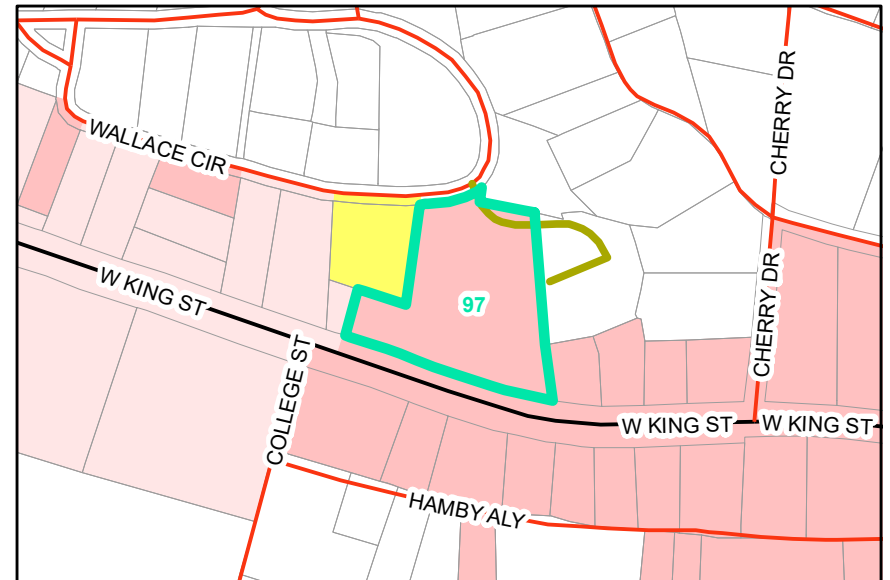 CHERRY DR
WALLACE CIR
W KING ST
97
CHERRY DR
COLLEGE ST
W KING ST
W KING ST
HAMBY ALY